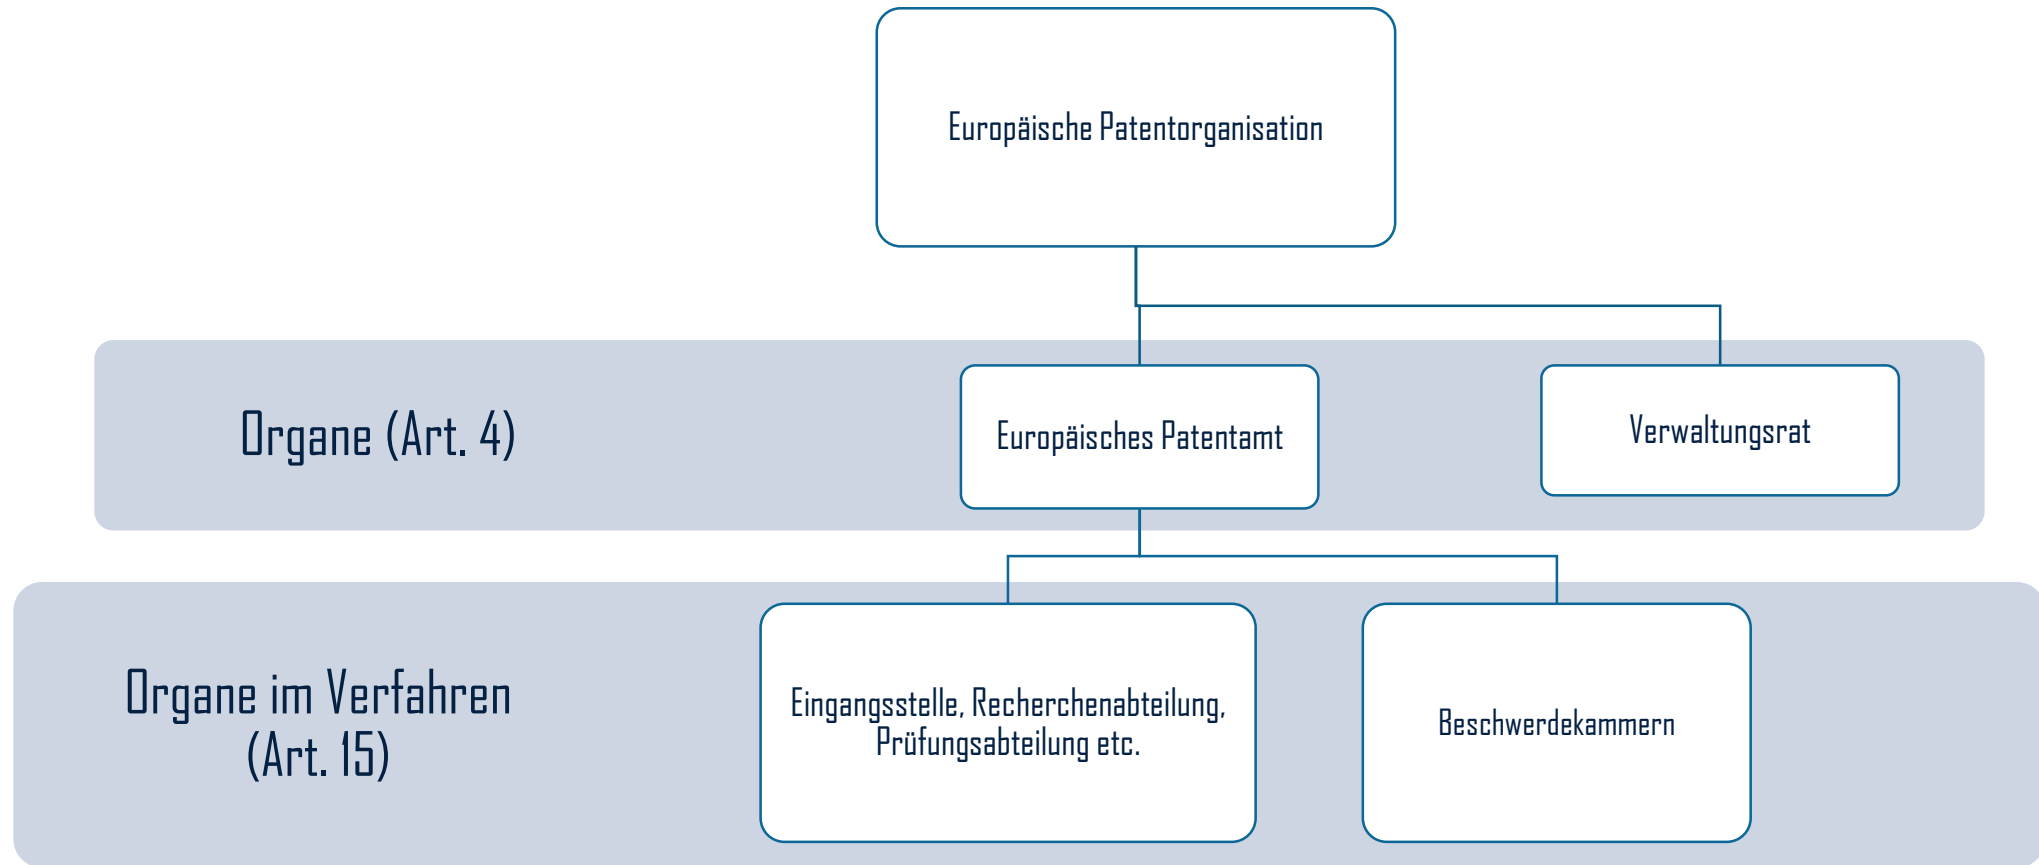 Europäische Patentorganisation
Organe (Art. 4)
Europäisches Patentamt
Verwaltungsrat
Organe im Verfahren
(Art. 15)
Eingangsstelle, Recherchenabteilung,
Prüfungsabteilung etc.
Beschwerdekammern